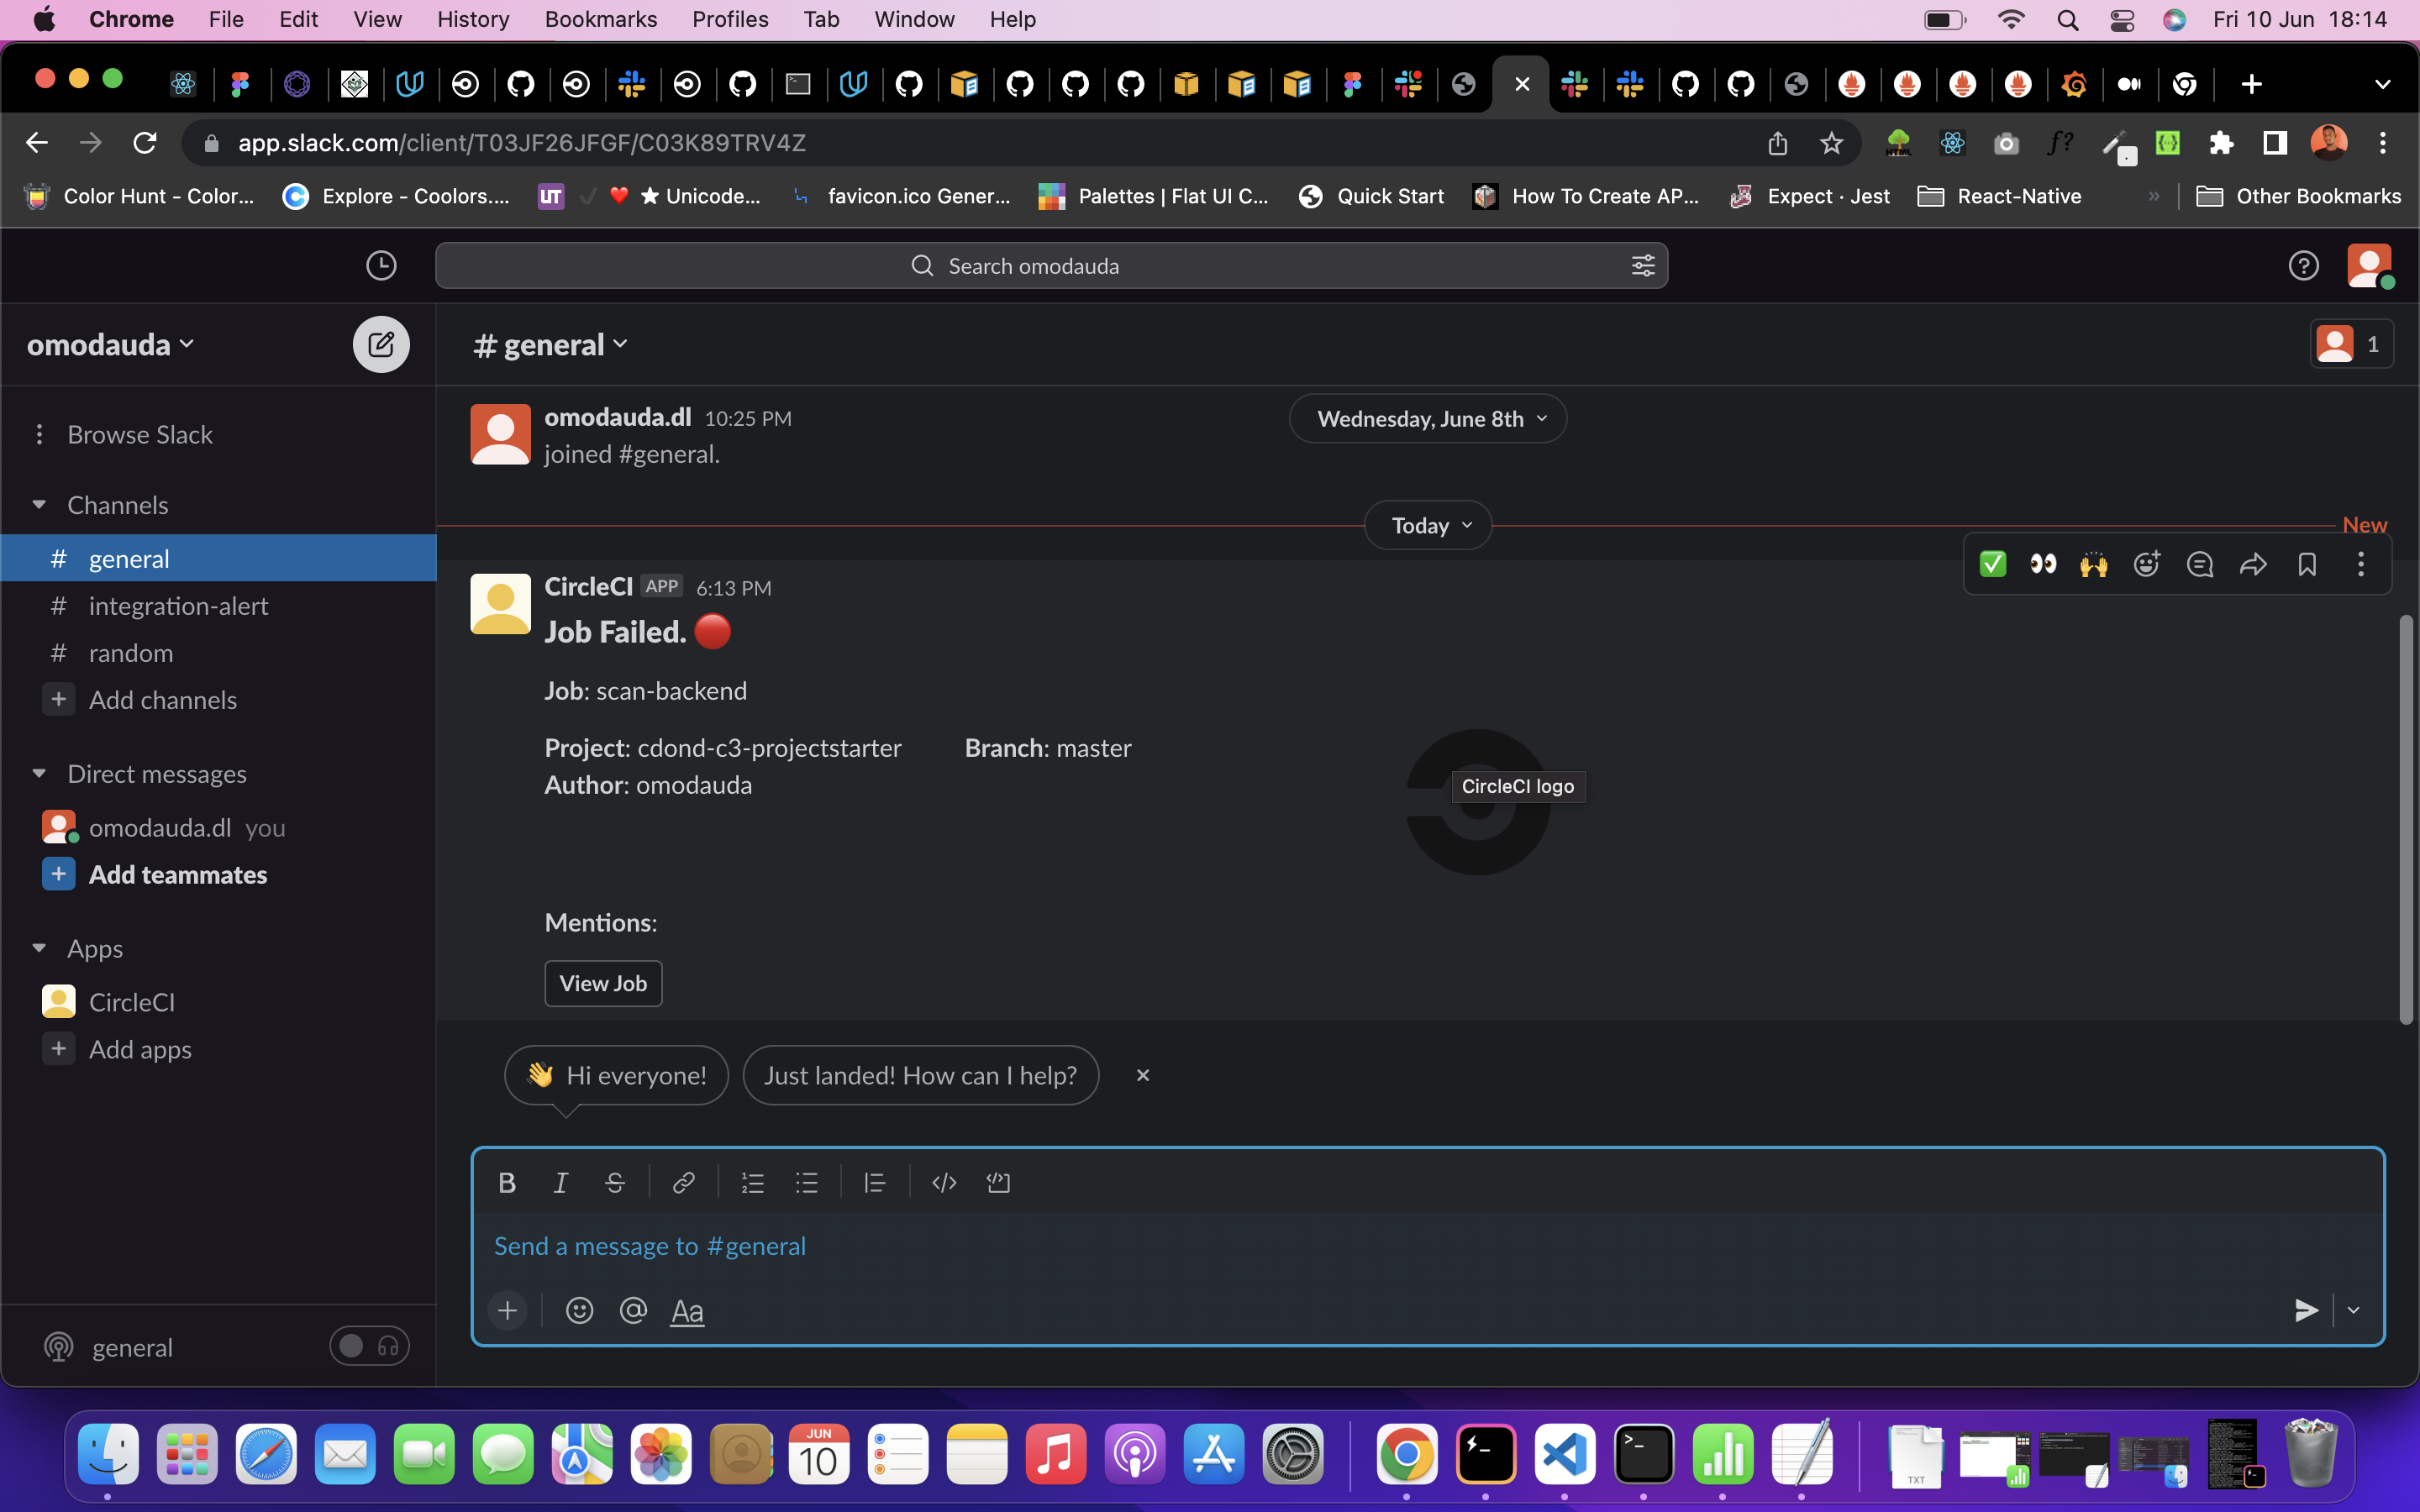 Chrome File Edit View History Bookmarks Profiles Tab Window Help Fri 10 Jun 18:14
app.slack.com/client/T03JF26JFGF/C03K89TRV4Z
Color Hunt - Color... Explore - Coolors.... UT ★ Unicode... favicon.ico Gener... Palettes | Flat UI C... Quick Start How To Create AP... Expect · Jest React-Native » Other Bookmarks
Search omodauda
omodauda
# general
1
omodauda.dl 10:25 PM
Wednesday, June 8th
joined #general.
Browse Slack
Channels
# general
# integration-alert
# random
+ Add channels
Direct messages
omodauda.dl you
+ Add teammates
Apps
CircleCI
+ Add apps
general
Today
New
CircleCI APP 6:13 PM
Job Failed.
Job: scan-backend
Project: cdond-c3-projectstarter Branch: master
Author: omodauda
CircleCI logo
Mentions:
View Job
Hi everyone! Just landed! How can I help?
B I S
Send a message to #general
Aa
JUN
10
TXT